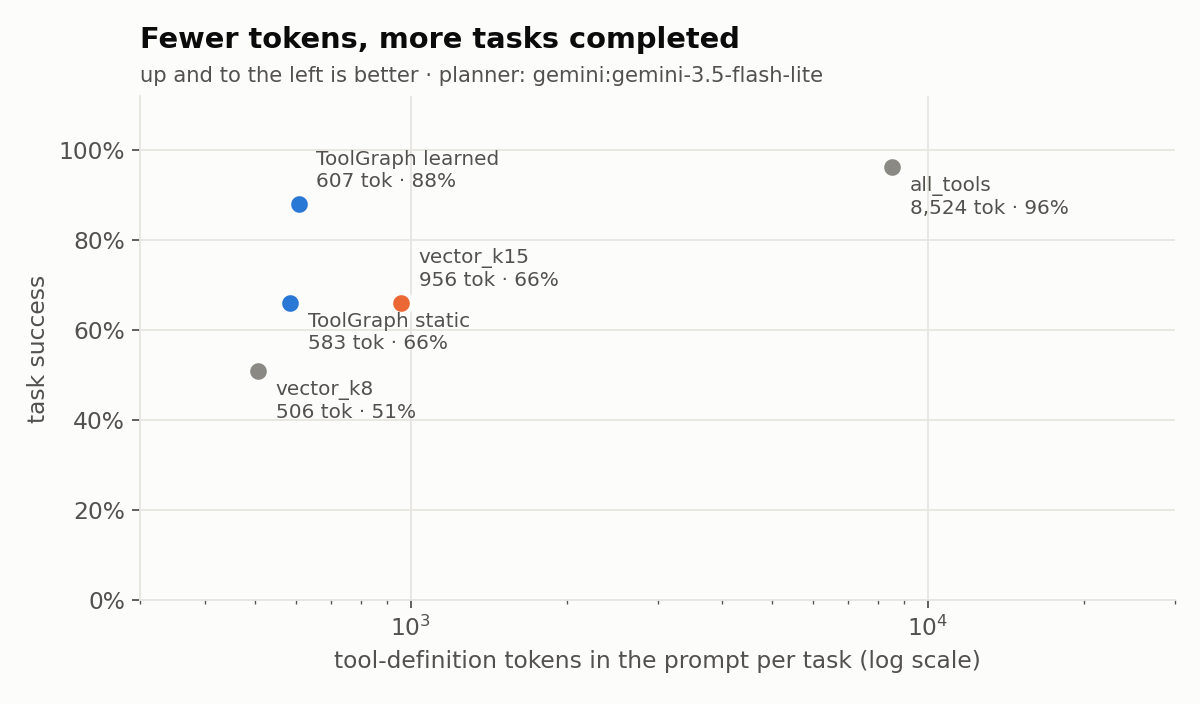 Fewer tokens, more tasks completed
up and to the left is better · planner: gemini:gemini-3.5-flash-lite
100%
80%
60%
40%
20%
0%
task success
ToolGraph learned
607 tok · 88%
all_tools
8,524 tok · 96%
vector_k15
956 tok · 66%
ToolGraph static
583 tok · 66%
vector_k8
506 tok · 51%
10³
10⁴
tool-definition tokens in the prompt per task (log scale)